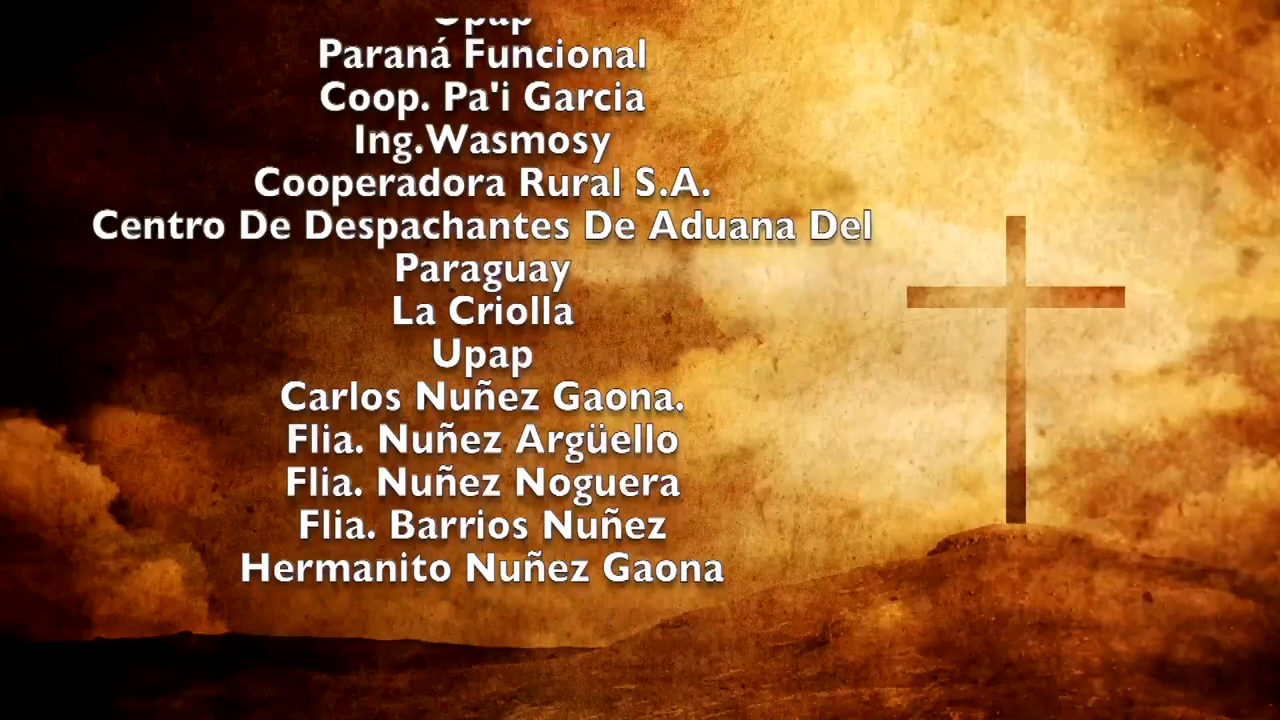 Upap
Paraná Funcional
Coop. Pa'i Garcia
Ing.Wasmosy
Cooperadora Rural S.A.
Centro De Despachantes De Aduana Del
Paraguay
La Criolla
Upap
Carlos Nuñez Gaona.
Flia. Nuñez Argüello
Flia. Nuñez Noguera
Flia. Barrios Nuñez
Hermanito Nuñez Gaona